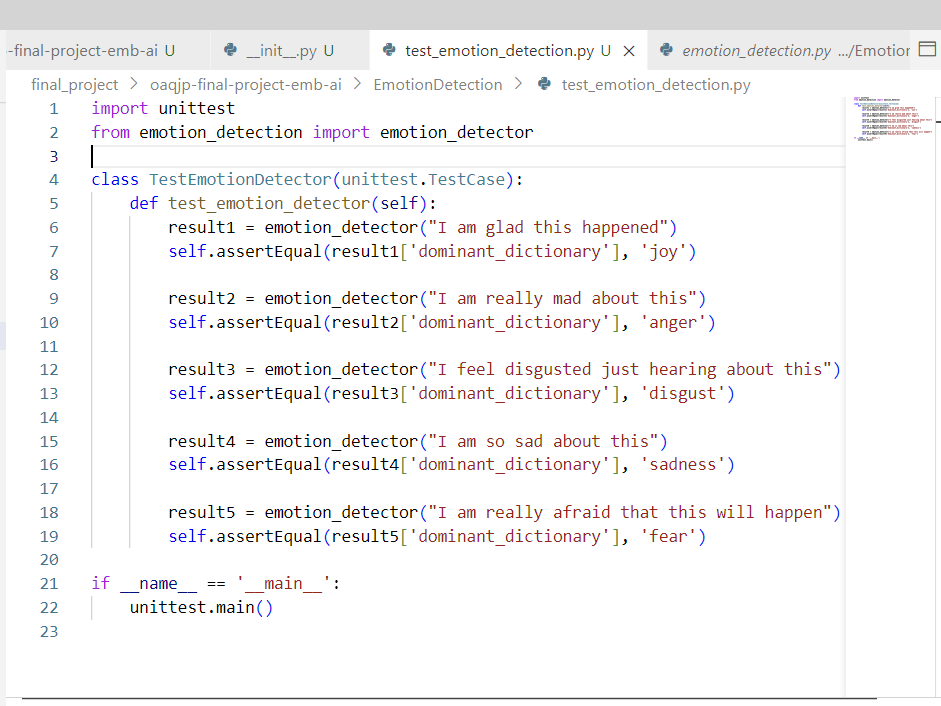 -final-project-emb-ai U __init__.py U test_emotion_detection.py U emotion_detection.py .../Emotior
final_project > oaqjp-final-project-emb-ai > EmotionDetection > test_emotion_detection.py
1 import unittest
2 from emotion_detection import emotion_detector
3
4 class TestEmotionDetector(unittest.TestCase):
5     def test_emotion_detector(self):
6         result1 = emotion_detector("I am glad this happened")
7         self.assertEqual(result1['dominant_dictionary'], 'joy')
8
9         result2 = emotion_detector("I am really mad about this")
10         self.assertEqual(result2['dominant_dictionary'], 'anger')
11
12         result3 = emotion_detector("I feel disgusted just hearing about this")
13         self.assertEqual(result3['dominant_dictionary'], 'disgust')
14
15         result4 = emotion_detector("I am so sad about this")
16         self.assertEqual(result4['dominant_dictionary'], 'sadness')
17
18         result5 = emotion_detector("I am really afraid that this will happen")
19         self.assertEqual(result5['dominant_dictionary'], 'fear')
20
21 if __name__ == '__main__':
22     unittest.main()
23